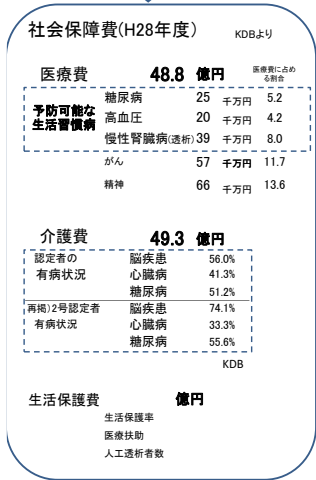 社会保障費(H28年度) KDBより
医療費 48.8 億円 医療費に占め
る割合
予防可能な
生活習慣病
糖尿病 25 千万円 5.2
高血圧 20 千万円 4.2
慢性腎臓病(透析) 39 千万円 8.0
がん 57 千万円 11.7
精神 66 千万円 13.6
介護費 49.3 億円
認定者の 脳疾患 56.0%
有病状況 心臓病 41.3%
糖尿病 51.2%
再掲)2号認定者 脳疾患 74.1%
有病状況 心臓病 33.3%
糖尿病 55.6%
KDB
生活保護費 億円
生活保護率
医療扶助
人工透析者数